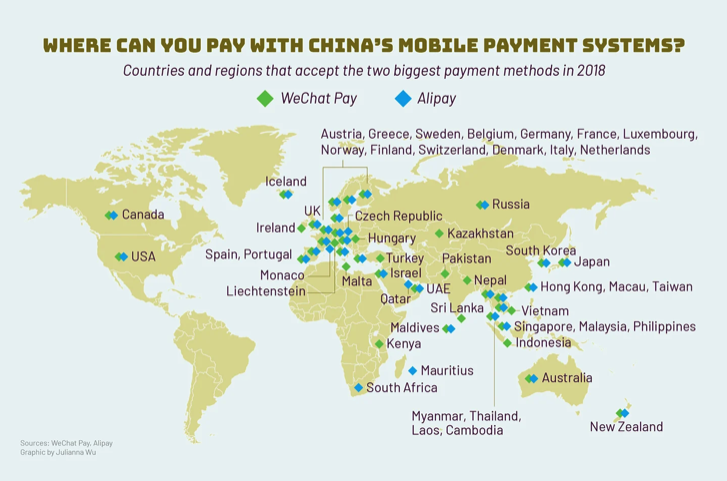 WHERE CAN YOU PAY WITH CHINA'S MOBILE PAYMENT SYSTEMS?
Countries and regions that accept the two biggest payment methods in 2018
WeChat Pay
Alipay
Austria, Greece, Sweden, Belgium, Germany, France, Luxembourg,
Norway, Finland, Switzerland, Denmark, Italy, Netherlands
Iceland
Canada
UK
Czech Republic
Russia
Ireland
Hungary
Kazakhstan
USA
Spain, Portugal
Turkey
Pakistan
South Korea
Japan
Monaco
Israel
Liechtenstein
Malta
Nepal
Qatar
UAE
Hong Kong, Macau, Taiwan
Sri Lanka
Vietnam
Maldives
Singapore, Malaysia, Philippines
Kenya
Indonesia
Mauritius
Australia
South Africa
Myanmar, Thailand,
Laos, Cambodia
New Zealand
Sources: WeChat Pay, Alipay
Graphic by Julianna Wu